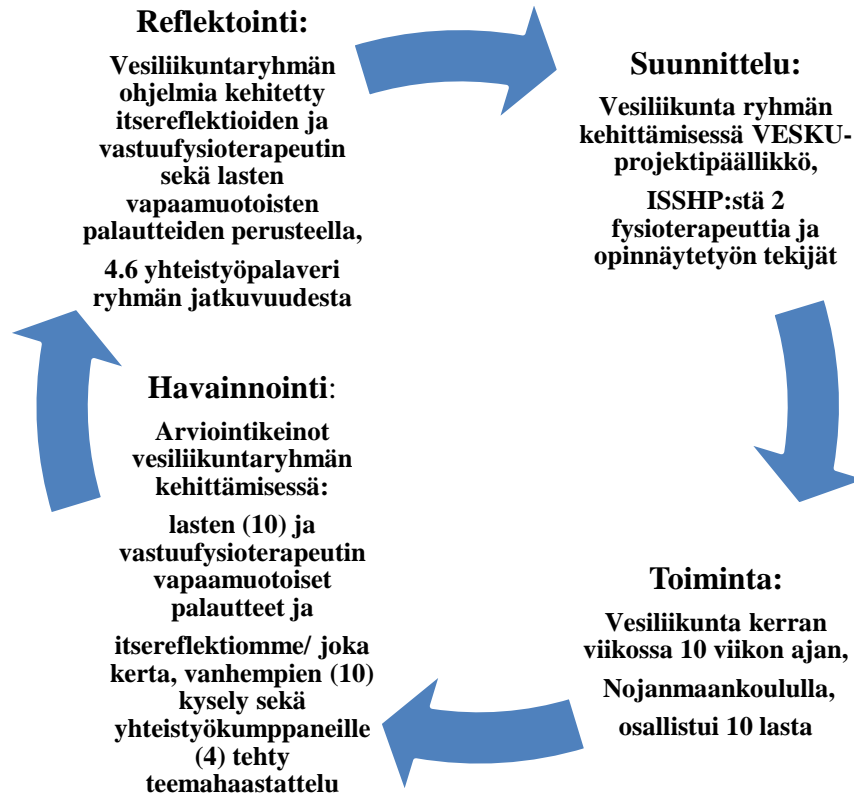 Reflektointi:
Vesiliikuntaryhmän
ohjelmia kehitetty
itsereflektioiden ja
vastuufysioterapeutin
sekä lasten
vapaamuotoisten
palautteiden perusteella,
4.6 yhteistyöpalaveri
ryhmän jatkuvuudesta
Suunnittelu:
Vesiliikunta ryhmän
kehittämisessä VESKU-
projektipäällikkö,
ISSHP:stä 2
fysioterapeuttia ja
opinnäytetyön tekijät
Toiminta:
Vesiliikunta kerran
viikossa 10 viikon ajan,
Nojanmaankoululla,
osallistui 10 lasta
Havainnointi:
Arviointikeinot
vesiliikuntaryhmän
kehittämisessä:
lasten (10) ja
vastuufysioterapeutin
vapaamuotoiset
palautteet ja
itsereflektiomme/ joka
kerta, vanhempien (10)
kysely sekä
yhteistyökumppaneille
(4) tehty
teemahaastattelu